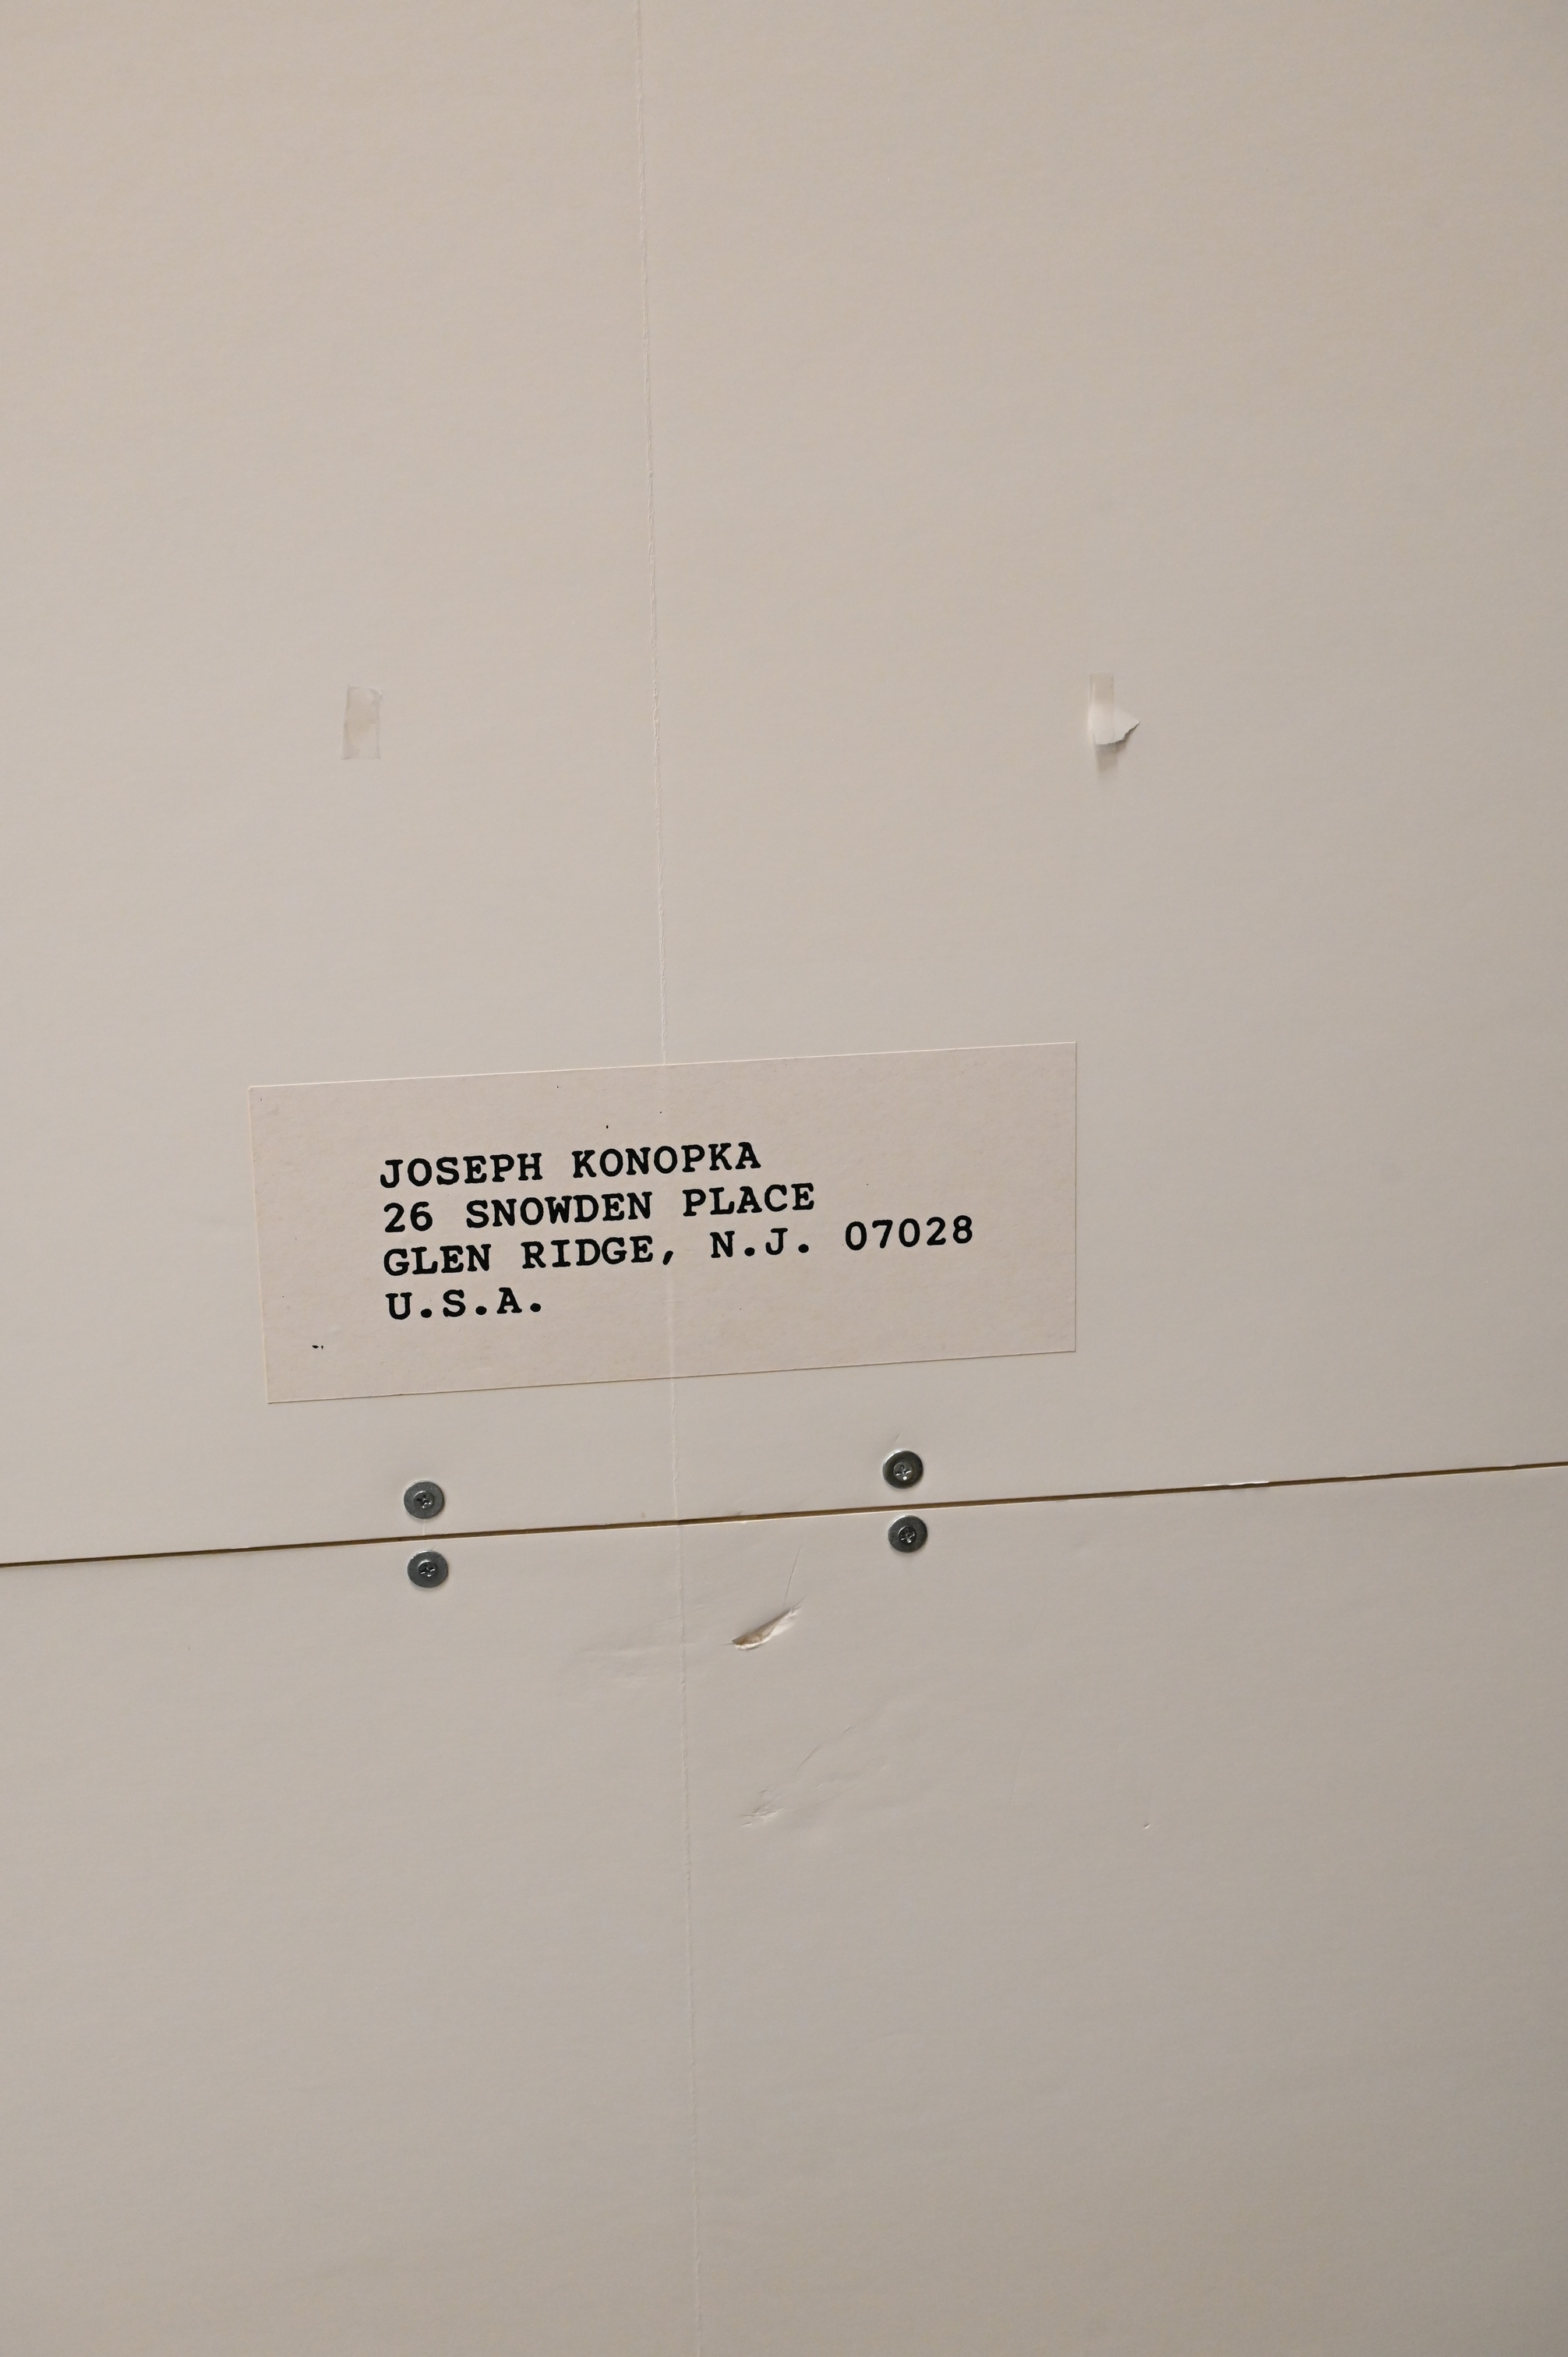 JOSEPH KONOPKA
26 SNOWDEN PLACE
GLEN RIDGE, N.J. 07028
U.S.A.